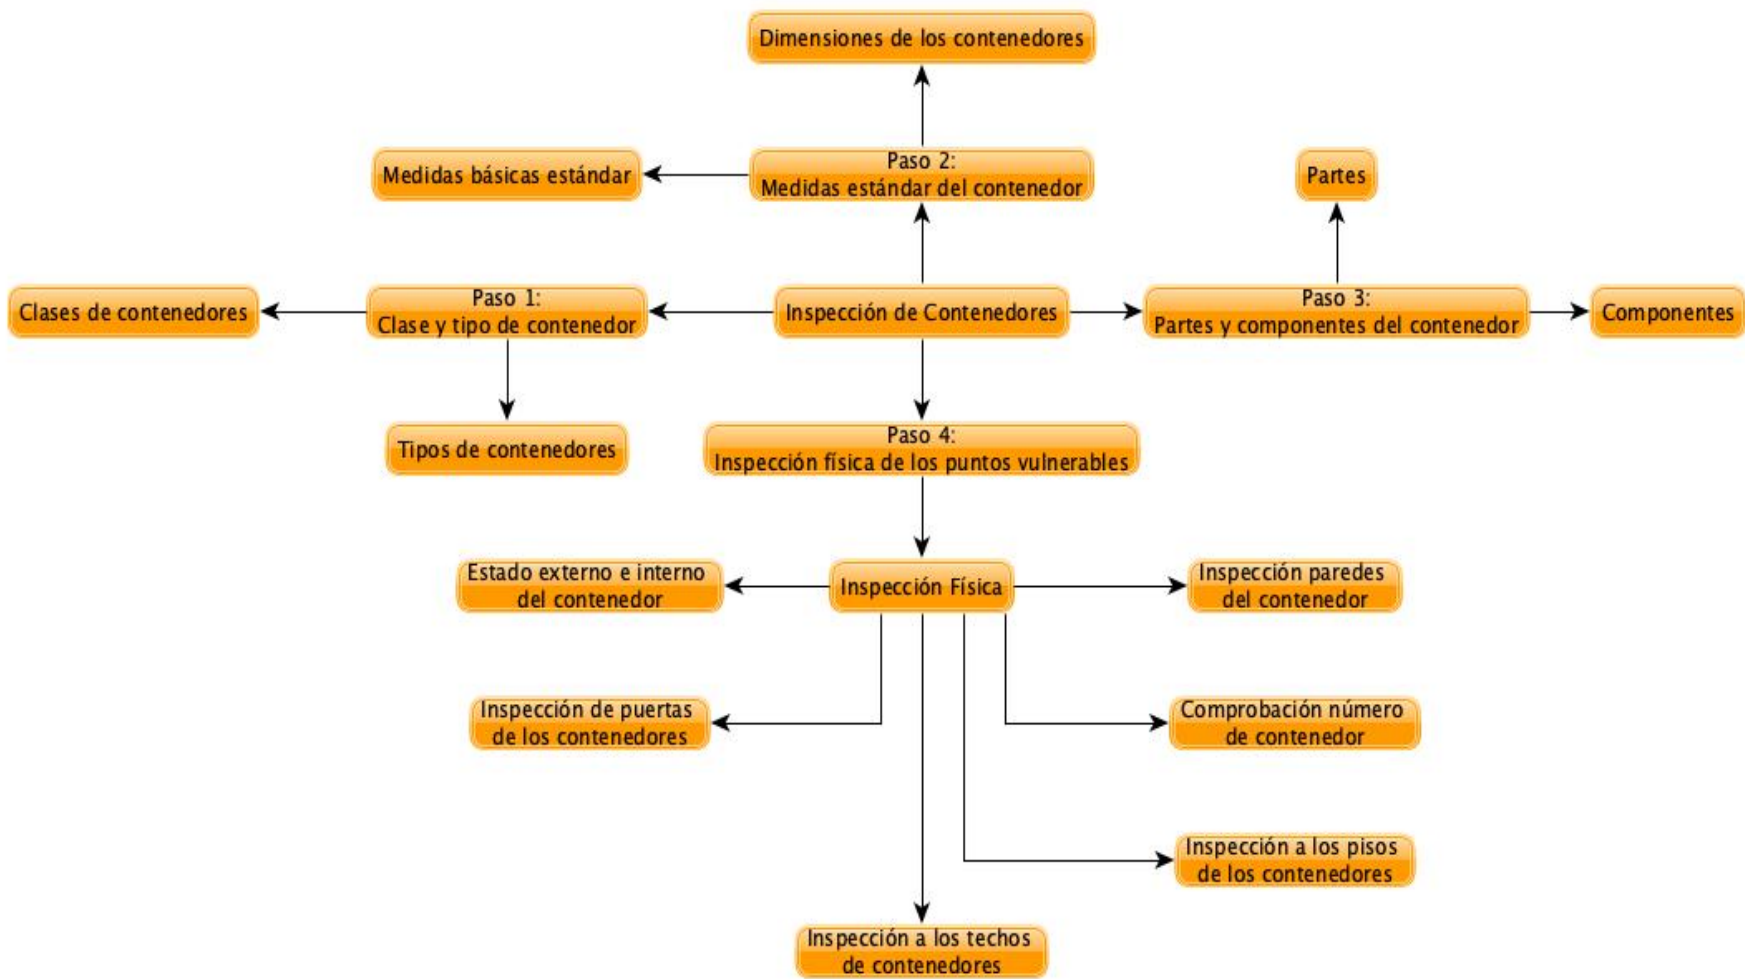 Dimensiones de los contenedores
Medidas básicas estándar
Paso 2:
Medidas estándar del contenedor
Partes
Clases de contenedores
Paso 1:
Clase y tipo de contenedor
Inspección de Contenedores
Paso 3:
Partes y componentes del contenedor
Componentes
Tipos de contenedores
Paso 4:
Inspección física de los puntos vulnerables
Estado externo e interno
del contenedor
Inspección Física
Inspección paredes
del contenedor
Inspección de puertas
de los contenedores
Comprobación número
de contenedor
Inspección a los pisos
de los contenedores
Inspección a los techos
de contenedores